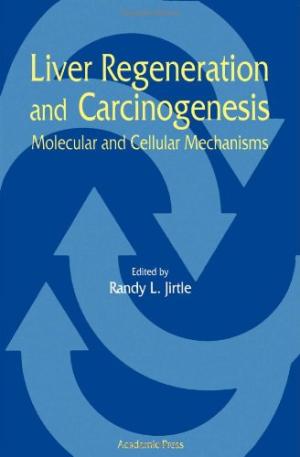 Liver Regeneration
and Carcinogenesis
Molecular and Cellular Mechanisms
Edited by
Randy L. Jirtle
Academic Press